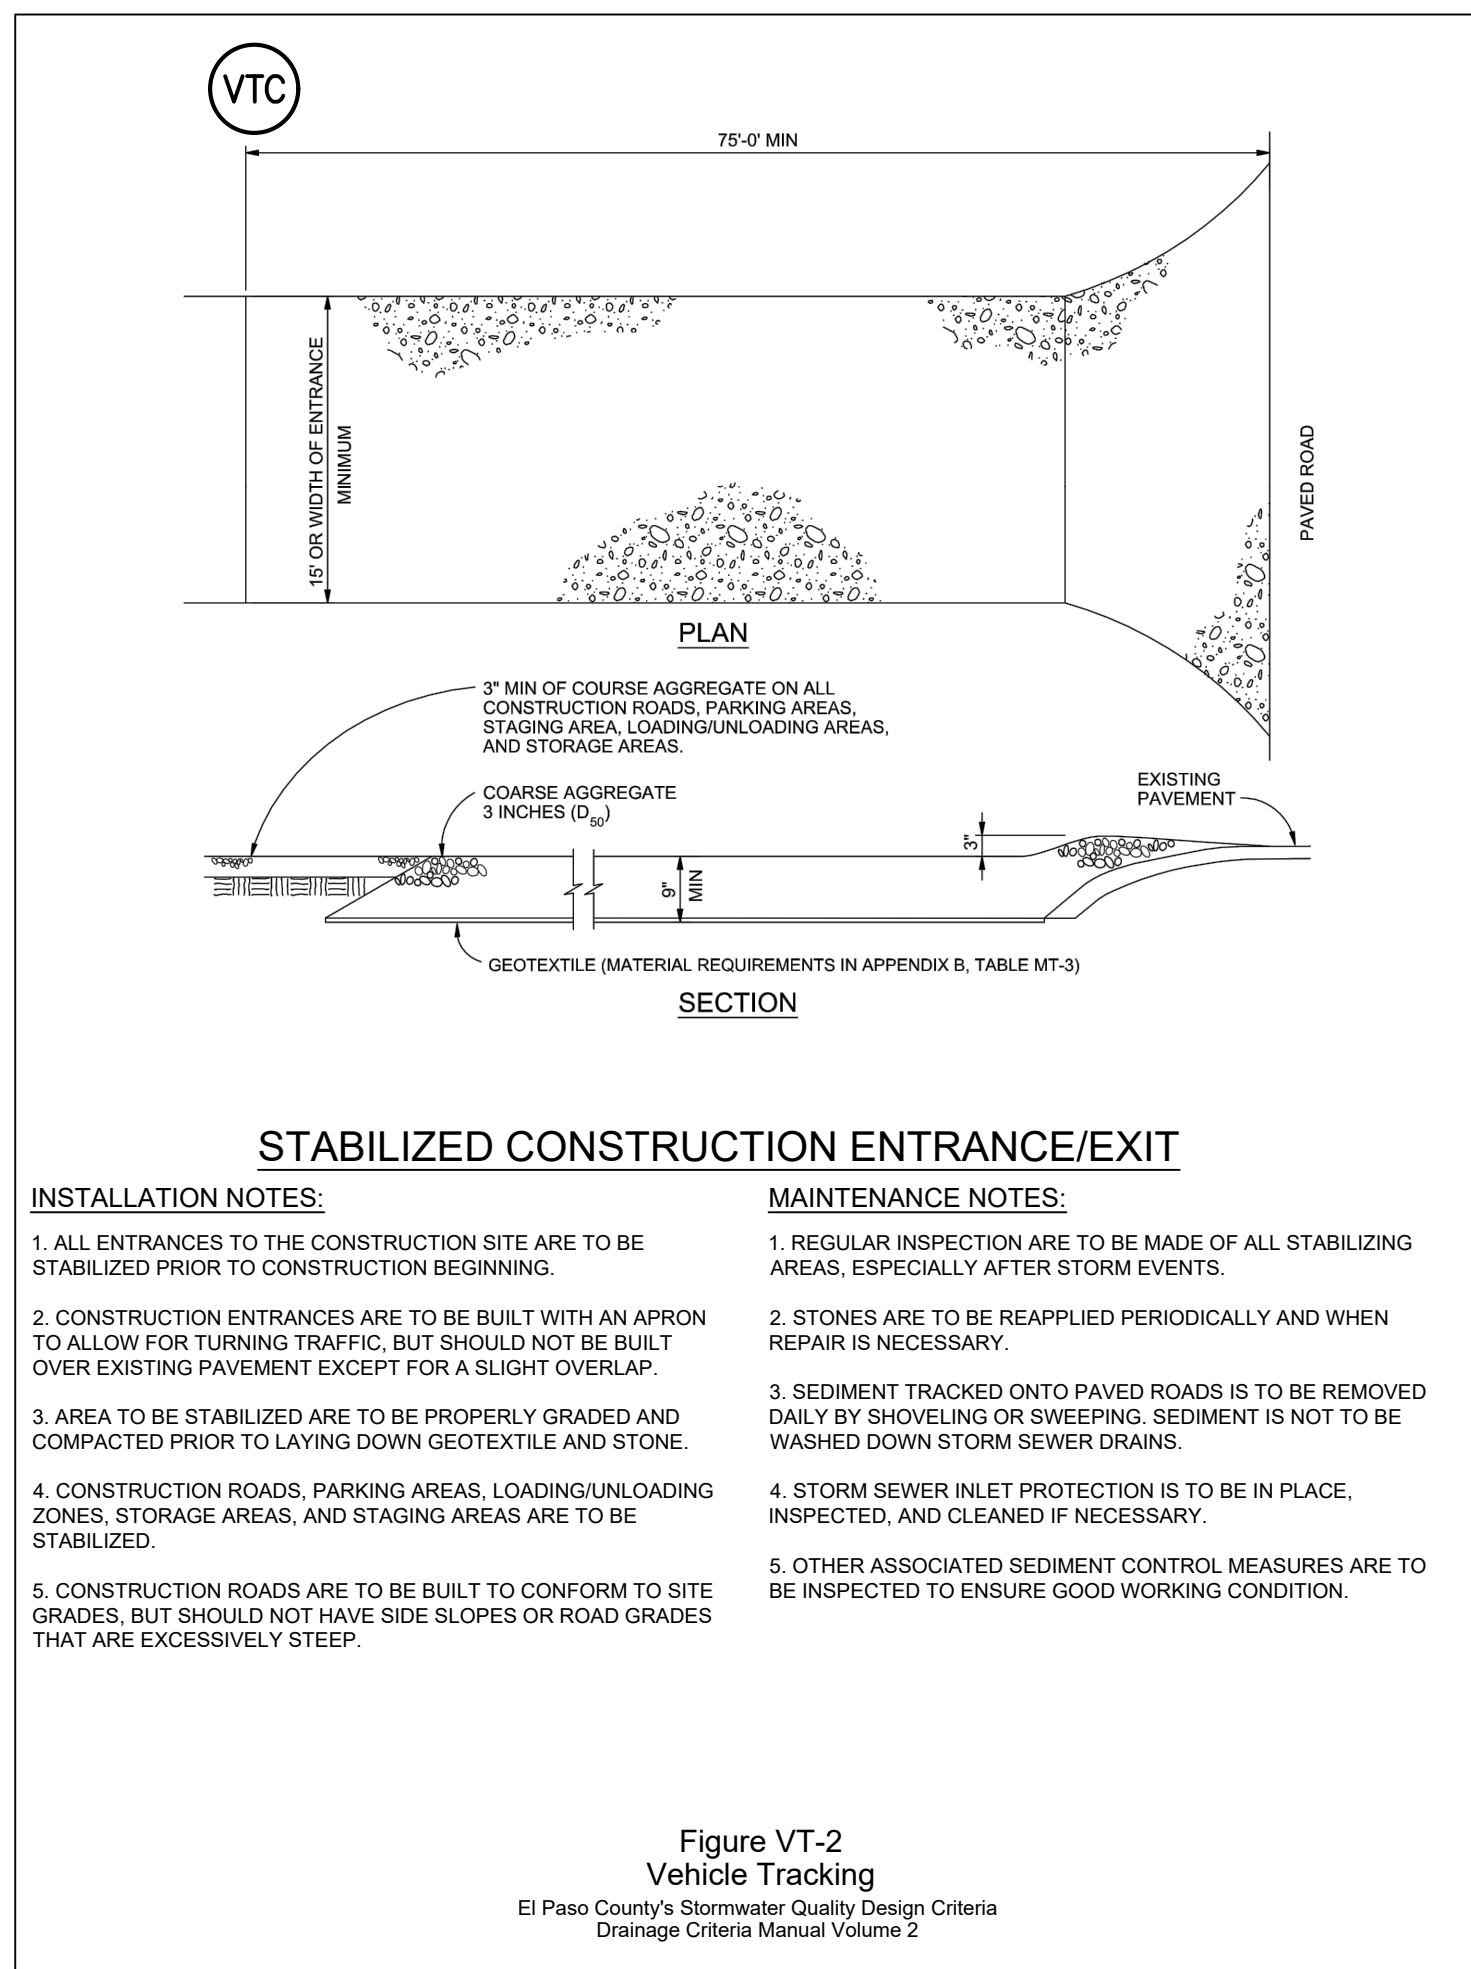 VTC
75'-0' MIN
15' OR WIDTH OF ENTRANCE
MINIMUM
PAVED ROAD
PLAN
3" MIN OF COURSE AGGREGATE ON ALL
CONSTRUCTION ROADS, PARKING AREAS,
STAGING AREA, LOADING/UNLOADING AREAS,
AND STORAGE AREAS.
COARSE AGGREGATE
3 INCHES (D50)
EXISTING
PAVEMENT
3"
9"
MIN
GEOTEXTILE (MATERIAL REQUIREMENTS IN APPENDIX B, TABLE MT-3)
SECTION
STABILIZED CONSTRUCTION ENTRANCE/EXIT
INSTALLATION NOTES:
1. ALL ENTRANCES TO THE CONSTRUCTION SITE ARE TO BE
STABILIZED PRIOR TO CONSTRUCTION BEGINNING.
2. CONSTRUCTION ENTRANCES ARE TO BE BUILT WITH AN APRON
TO ALLOW FOR TURNING TRAFFIC, BUT SHOULD NOT BE BUILT
OVER EXISTING PAVEMENT EXCEPT FOR A SLIGHT OVERLAP.
3. AREA TO BE STABILIZED ARE TO BE PROPERLY GRADED AND
COMPACTED PRIOR TO LAYING DOWN GEOTEXTILE AND STONE.
4. CONSTRUCTION ROADS, PARKING AREAS, LOADING/UNLOADING
ZONES, STORAGE AREAS, AND STAGING AREAS ARE TO BE
STABILIZED.
5. CONSTRUCTION ROADS ARE TO BE BUILT TO CONFORM TO SITE
GRADES, BUT SHOULD NOT HAVE SIDE SLOPES OR ROAD GRADES
THAT ARE EXCESSIVELY STEEP.
MAINTENANCE NOTES:
1. REGULAR INSPECTION ARE TO BE MADE OF ALL STABILIZING
AREAS, ESPECIALLY AFTER STORM EVENTS.
2. STONES ARE TO BE REAPPLIED PERIODICALLY AND WHEN
REPAIR IS NECESSARY.
3. SEDIMENT TRACKED ONTO PAVED ROADS IS TO BE REMOVED
DAILY BY SHOVELING OR SWEEPING. SEDIMENT IS NOT TO BE
WASHED DOWN STORM SEWER DRAINS.
4. STORM SEWER INLET PROTECTION IS TO BE IN PLACE,
INSPECTED, AND CLEANED IF NECESSARY.
5. OTHER ASSOCIATED SEDIMENT CONTROL MEASURES ARE TO
BE INSPECTED TO ENSURE GOOD WORKING CONDITION.
Figure VT-2
Vehicle Tracking
El Paso County's Stormwater Quality Design Criteria
Drainage Criteria Manual Volume 2